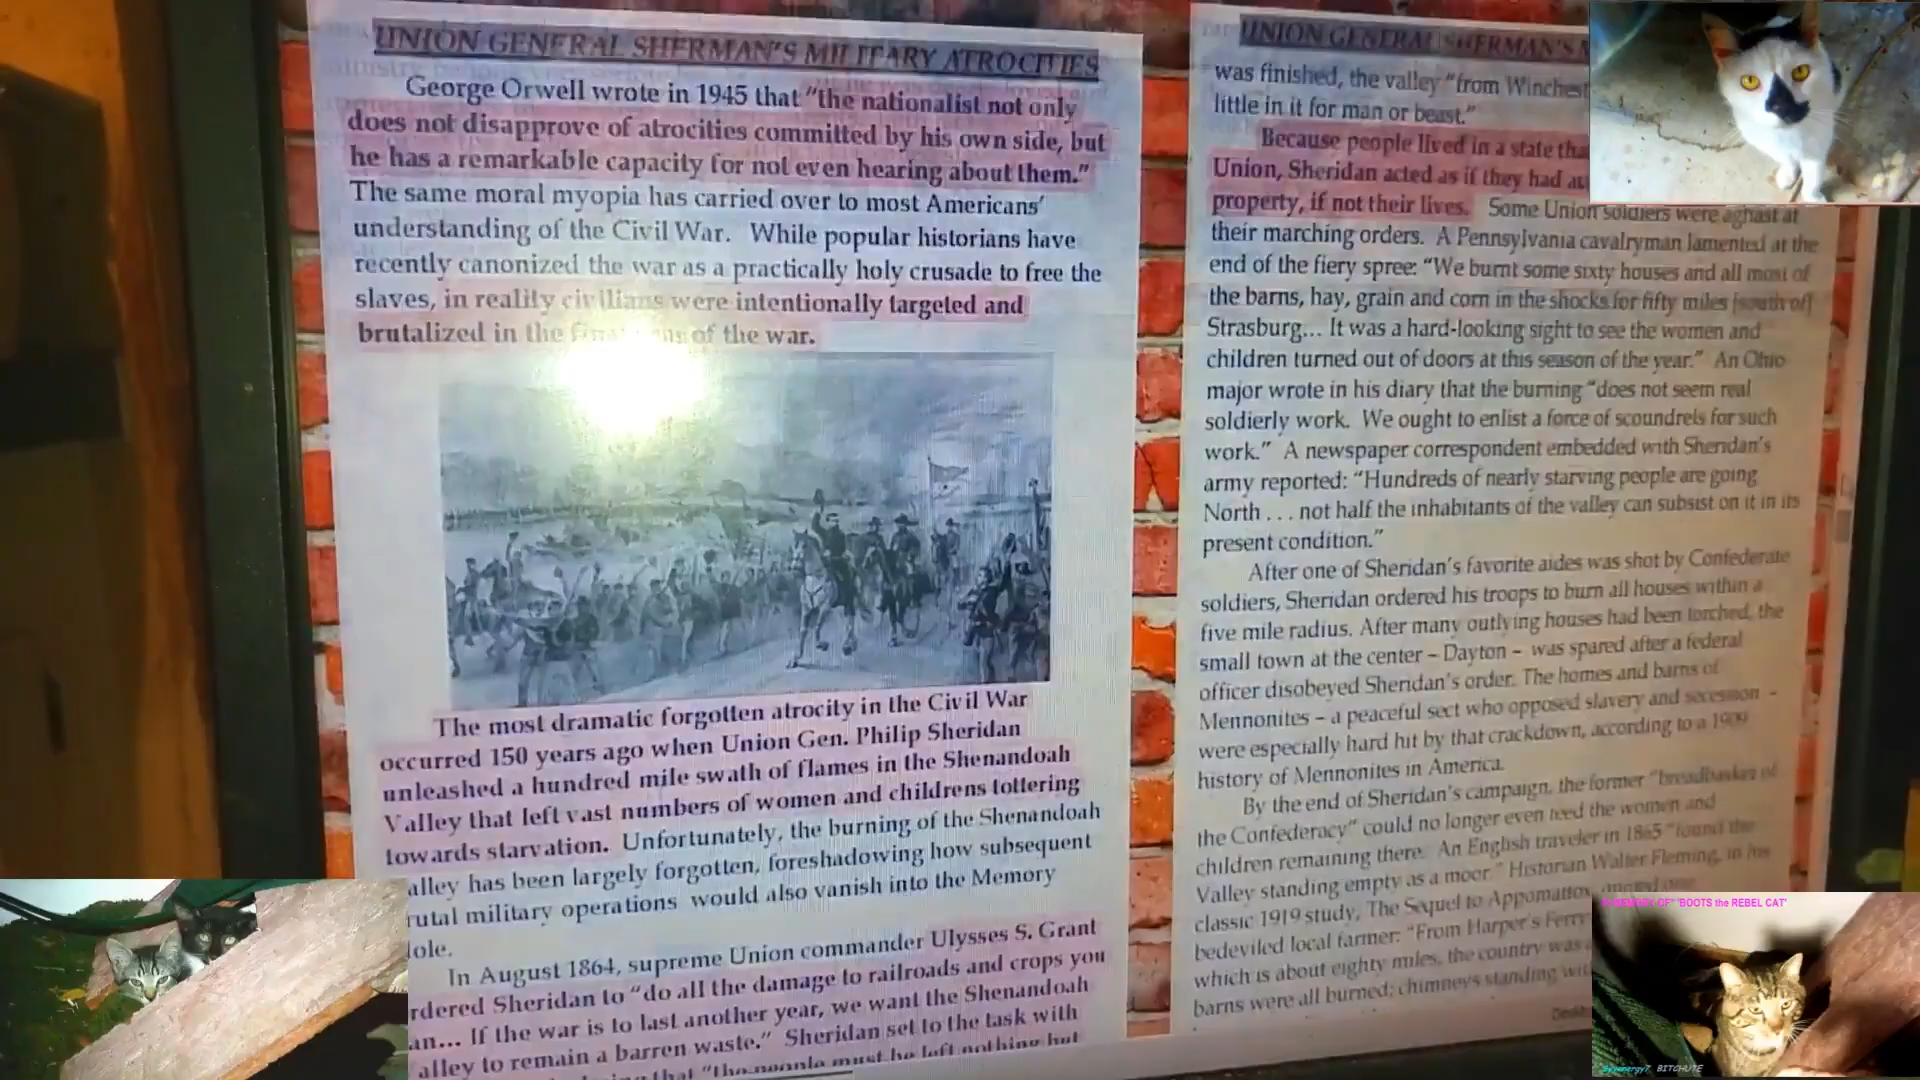 UNION GENERAL SHERMAN'S MILITARY ATROCITIES
George Orwell wrote in 1945 that "the nationalist not only
does not disapprove of atrocities committed by his own side, but
he has a remarkable capacity for not even hearing about them."
The same moral myopia has carried over to most Americans'
understanding of the Civil War. While popular historians have
recently canonized the war as a practically holy crusade to free the
slaves, in reality civilians were intentionally targeted and
brutalized in the of the war.
The most dramatic forgotten atrocity in the Civil War
occurred 150 years ago when Union Gen. Philip Sheridan
unleashed a hundred mile swath of flames in the Shenandoah
Valley that left vast numbers of women and childrens tottering
towards starvation. Unfortunately, the burning of the Shenandoah
alley has been largely forgotten, foreshadowing how subsequent
rutal military operations would also vanish into the Memory
ole.
In August 1864, supreme Union commander Ulysses S. Grant
rdered Sheridan to "do all the damage to railroads and crops you
an... If the war is to last another year, we want the Shenandoah
alley to remain a barren waste." Sheridan set to the task with
that "the people must be left nothing but
UNION GENERAL SHERMAN'S M
was finished, the valley "from Winchest
little in it for man or beast."
Because people lived in a state tha
Union, Sheridan acted as if they had
property, if not their lives. Some Union soldiers were aghast at
their marching orders. A Pennsylvania cavalryman lamented at the
end of the fiery spree: "We burnt some sixty houses and all most of
the barns, hay, grain and corn in the shocks for fifty miles [south of]
Strasburg... It was a hard-looking sight to see the women and
children turned out of doors at this season of the year." An Ohio
major wrote in his diary that the burning "does not seem real
soldierly work. We ought to enlist a force of scoundrels for such
work." A newspaper correspondent embedded with Sheridan's
army reported: "Hundreds of nearly starving people are going
North . . . not half the inhabitants of the valley can subsist on it in its
present condition."
After one of Sheridan's favorite aides was shot by Confederate
soldiers, Sheridan ordered his troops to burn all houses within a
five mile radius. After many outlying houses had been torched, the
small town at the center – Dayton – was spared after a federal
officer disobeyed Sheridan's order. The homes and barns of
Mennonites – a peaceful sect who opposed slavery and secession –
were especially hard hit by that crackdown, according to a 1909
history of Mennonites in America.
By the end of Sheridan's campaign, the former "breadbasket of
the Confederacy" could no longer even feed the women and
children remaining there. An English traveler in 1865 "found the
Valley standing empty as a moor." Historian Walter Fleming, in his
classic 1919 study, The Sequel to Appomattox, one
bedeviled local farmer: "From Harper's Ferry
which is about eighty miles, the country was
barns were all burned; chimneys standing wit
IN MEMORY OF" 'BOOTS the REBEL CAT'
BITCHUTE